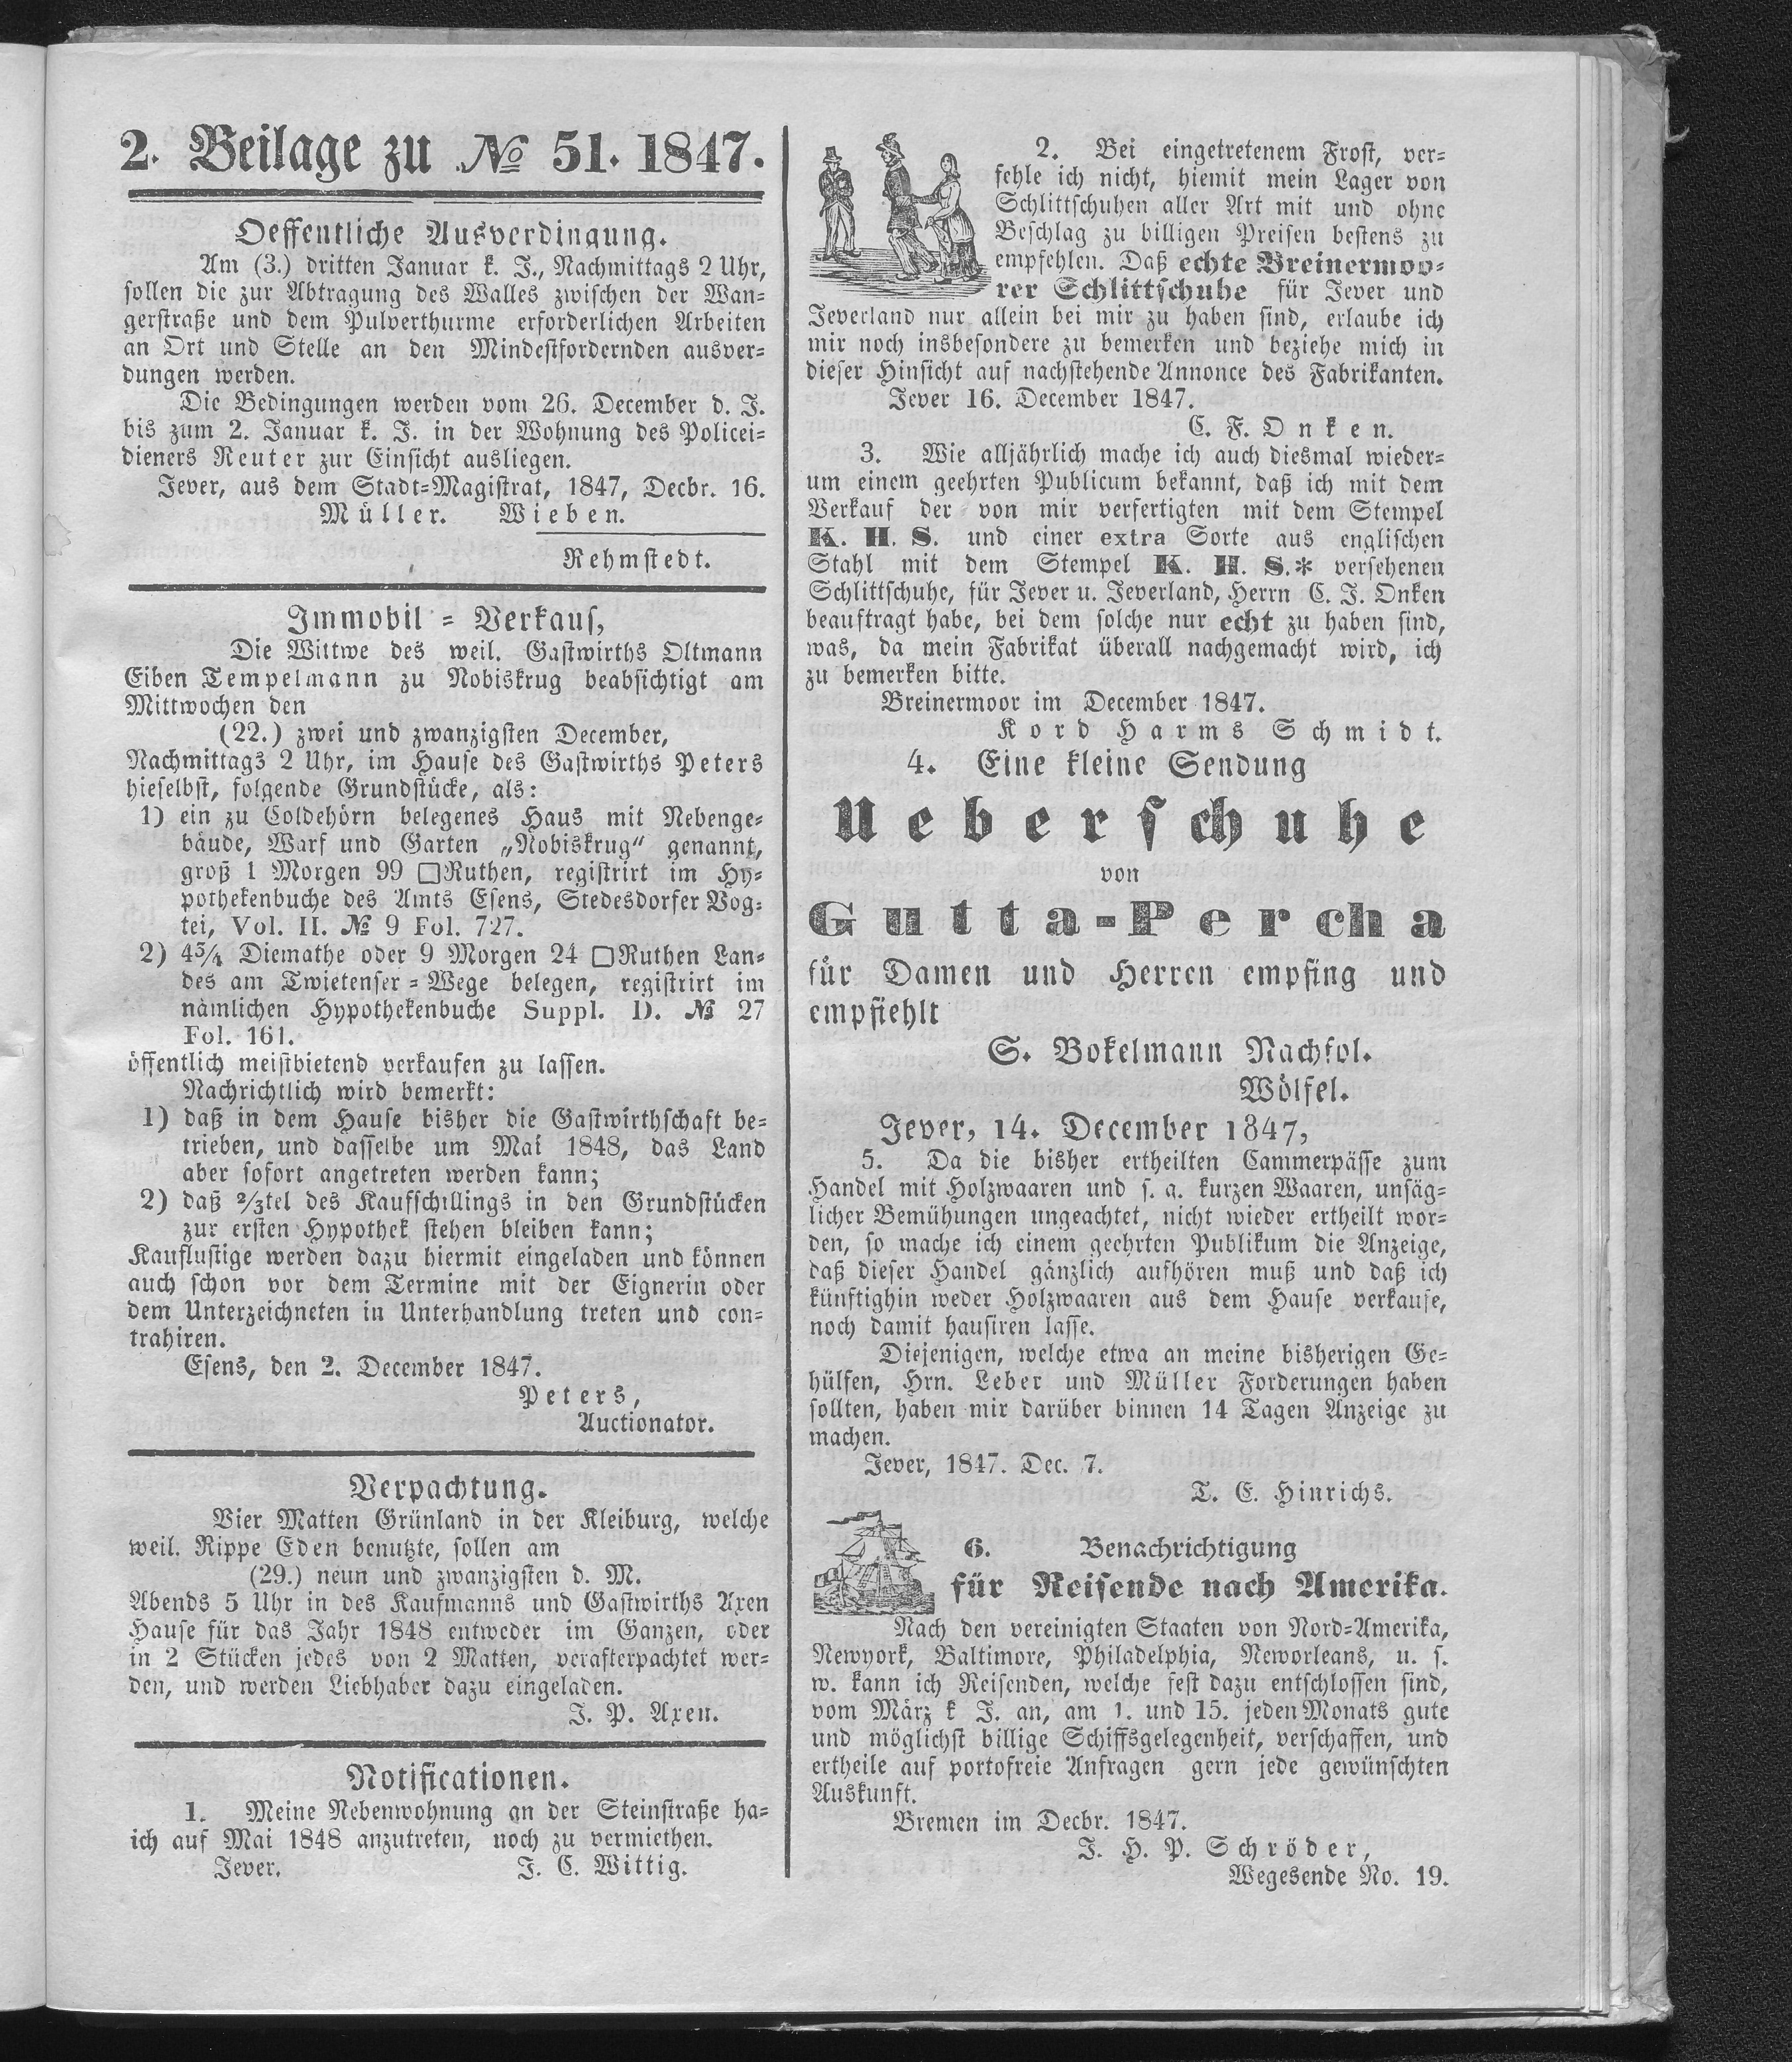 2. Beilage zu № 51. 1847.
Oeffentliche Ausverdingung.
Am (3.) dritten Januar k. J., Nachmittags 2 Uhr,
sollen die zur Abtragung des Walles zwischen der Wan-
gerstraße und dem Pulverthurme erforderlichen Arbeiten
an Ort und Stelle an den Mindestfordernden ausver-
dungen werden.
Die Bedingungen werden vom 26. December d. J.
bis zum 2. Januar k. J. in der Wohnung des Policei-
dieners Reuter zur Einsicht ausliegen.
Jever, aus dem Stadt-Magistrat, 1847, Decbr. 16.
Müller. Wieben.
Rehmstedt.
Immobil - Verkauf,
Die Wittwe des weil. Gastwirths Oltmann
Eiben Tempelmann zu Nobiskrug beabsichtigt am
Mittwochen den
(22.) zwei und zwanzigsten December,
Nachmittags 2 Uhr, im Hause des Gastwirths Peters
hieselbst, folgende Grundstücke, als:
1) ein zu Coldehörn belegenes Haus mit Nebenge-
bäude, Warf und Garten „Nobiskrug“ genannt,
groß 1 Morgen 99 □Ruthen, registrirt im Hy-
pothekenbuche des Amts Esens, Stedesdorfer Vog-
tei, Vol. II. № 9 Fol. 727.
2) 4¾ Diemathe oder 9 Morgen 24 □Ruthen Lan-
des am Twietenser-Wege belegen, registrirt im
nämlichen Hypothekenbuche Suppl. D. № 27
Fol. 161.
öffentlich meistbietend verkaufen zu lassen.
Nachrichtlich wird bemerkt:
1) daß in dem Hause bisher die Gastwirthschaft be-
trieben, und dasselbe um Mai 1848, das Land
aber sofort angetreten werden kann;
2) daß ⅔tel des Kaufschillings in den Grundstücken
zur ersten Hypothek stehen bleiben kann;
Kauflustige werden dazu hiermit eingeladen und können
auch schon vor dem Termine mit der Eignerin oder
dem Unterzeichneten in Unterhandlung treten und con-
trahiren.
Esens, den 2. December 1847.
Peters,
Auctionator.
Verpachtung.
Vier Matten Grünland in der Kleiburg, welche
weil. Rippe Eden benutzte, sollen am
(29.) neun und zwanzigsten d. M.
Abends 5 Uhr in des Kaufmanns und Gastwirths Axen
Hause für das Jahr 1848 entweder im Ganzen, oder
in 2 Stücken jedes von 2 Matten, verafterpachtet wer-
den, und werden Liebhaber dazu eingeladen.
J. P. Axen.
Notificationen.
1. Meine Nebenwohnung an der Steinstraße ha-
ich auf Mai 1848 anzutreten, noch zu vermiethen.
Jever. J. C. Wittig.
2. Bei eingetretenem Frost, ver-
fehle ich nicht, hiemit mein Lager von
Schlittschuhen aller Art mit und ohne
Beschlag zu billigen Preisen bestens zu
empfehlen. Daß echte Breinermoo-
rer Schlittschuhe für Jever und
Jeverland nur allein bei mir zu haben sind, erlaube ich
mir noch insbesondere zu bemerken und beziehe mich in
dieser Hinsicht auf nachstehende Annonce des Fabrikanten.
Jever 16. December 1847.
C. F. Onken.
3. Wie alljährlich mache ich auch diesmal wieder-
um einem geehrten Publicum bekannt, daß ich mit dem
Verkauf der von mir verfertigten mit dem Stempel
K. H. S. und einer extra Sorte aus englischen
Stahl mit dem Stempel K. H. S.* versehenen
Schlittschuhe, für Jever u. Jeverland, Herrn C. J. Onken
beauftragt habe, bei dem solche nur echt zu haben sind,
was, da mein Fabrikat überall nachgemacht wird, ich
zu bemerken bitte.
Breinermoor im December 1847.
Kord Harms Schmidt.
4. Eine kleine Sendung
Ueberschuhe
von
Gutta-Percha
für Damen und Herren empfing und
empfiehlt
S. Bokelmann Nachfol.
Wölfel.
Jever, 14. December 1847,
5. Da die bisher ertheilten Cammerpässe zum
Handel mit Holzwaaren und s. g. kurzen Waaren, unsäg-
licher Bemühungen ungeachtet, nicht wieder ertheilt wor-
den, so mache ich einem geehrten Publikum die Anzeige,
daß dieser Handel gänzlich aufhören muß und daß ich
künftighin weder Holzwaaren aus dem Hause verkaufe,
noch damit hausiren lasse.
Diejenigen, welche etwa an meine bisherigen Ge-
hülfen, Hrn. Leber und Müller Forderungen haben
sollten, haben mir darüber binnen 14 Tagen Anzeige zu
machen.
Jever, 1847. Dec. 7.
T. E. Hinrichs.
6. Benachrichtigung
für Reisende nach Amerika.
Nach den vereinigten Staaten von Nord-Amerika,
Newyork, Baltimore, Philadelphia, Neworleans, u. s.
w. kann ich Reisenden, welche fest dazu entschlossen sind,
vom März k J. an, am 1. und 15. jeden Monats gute
und möglichst billige Schiffsgelegenheit, verschaffen, und
ertheile auf portofreie Anfragen gern jede gewünschten
Auskunft.
Bremen im Decbr. 1847.
J. H. P. Schröder,
Wegesende No. 19.